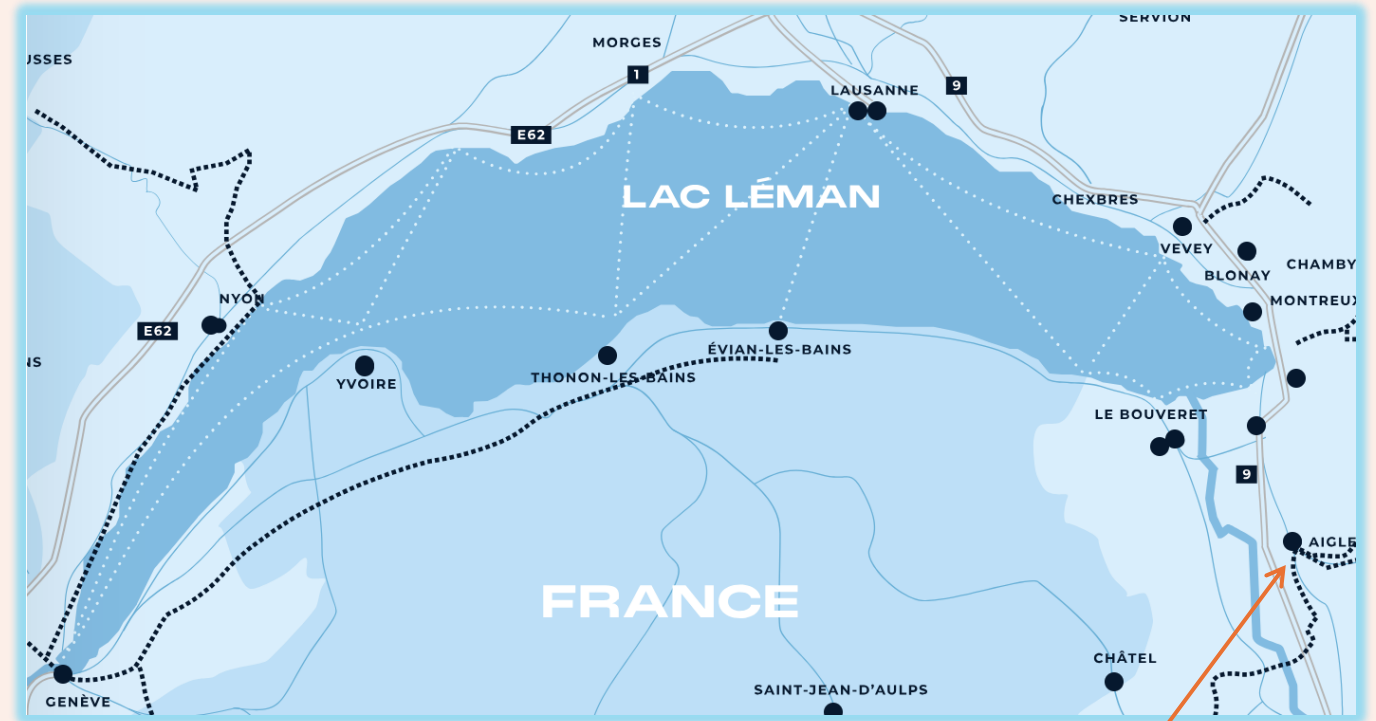 SERVION
MORGES
USSES
1
9
LAUSANNE
E62
LAC LÉMAN
CHEXBRES
VEVEY
BLONAY
CHAMBY
NYON
MONTREUX
E62
ÉVIAN-LES-BAINS
NS
THONON-LES-BAINS
YVOIRE
LE BOUVERET
9
AIGLE
FRANCE
CHÂTEL
SAINT-JEAN-D’AULPS
GENÈVE